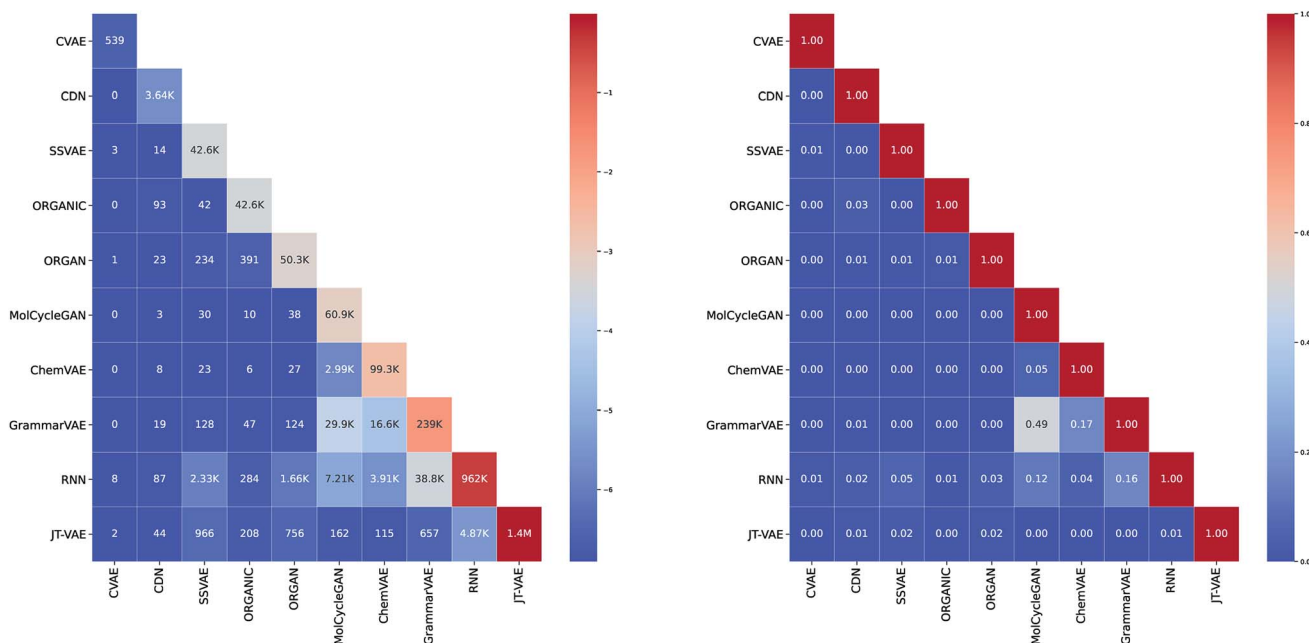 CVAE 539
CDN 0 3.64K
SSVAE 3 14 42.6K
ORGANIC 0 93 42 42.6K
ORGAN 1 23 234 391 50.3K
MolCycleGAN 0 3 30 10 38 60.9K
ChemVAE 0 8 23 6 27 2.99K 99.3K
GrammarVAE 0 19 128 47 124 29.9K 16.6K 239K
RNN 8 87 2.33K 284 1.66K 7.21K 3.91K 38.8K 962K
JT-VAE 2 44 966 208 756 162 115 657 4.87K 1.4M
CVAE CDN SSVAE ORGANIC ORGAN MolCycleGAN ChemVAE GrammarVAE RNN JT-VAE
−1
−2
−3
−4
−5
−6
CVAE 1.00
CDN 0.00 1.00
SSVAE 0.01 0.00 1.00
ORGANIC 0.00 0.03 0.00 1.00
ORGAN 0.00 0.01 0.01 0.01 1.00
MolCycleGAN 0.00 0.00 0.00 0.00 0.00 1.00
ChemVAE 0.00 0.00 0.00 0.00 0.00 0.05 1.00
GrammarVAE 0.00 0.01 0.00 0.00 0.00 0.49 0.17 1.00
RNN 0.01 0.02 0.05 0.01 0.03 0.12 0.04 0.16 1.00
JT-VAE 0.00 0.01 0.02 0.00 0.02 0.00 0.00 0.00 0.01 1.00
CVAE CDN SSVAE ORGANIC ORGAN MolCycleGAN ChemVAE GrammarVAE RNN JT-VAE
1.0
0.8
0.6
0.4
0.2
0.0